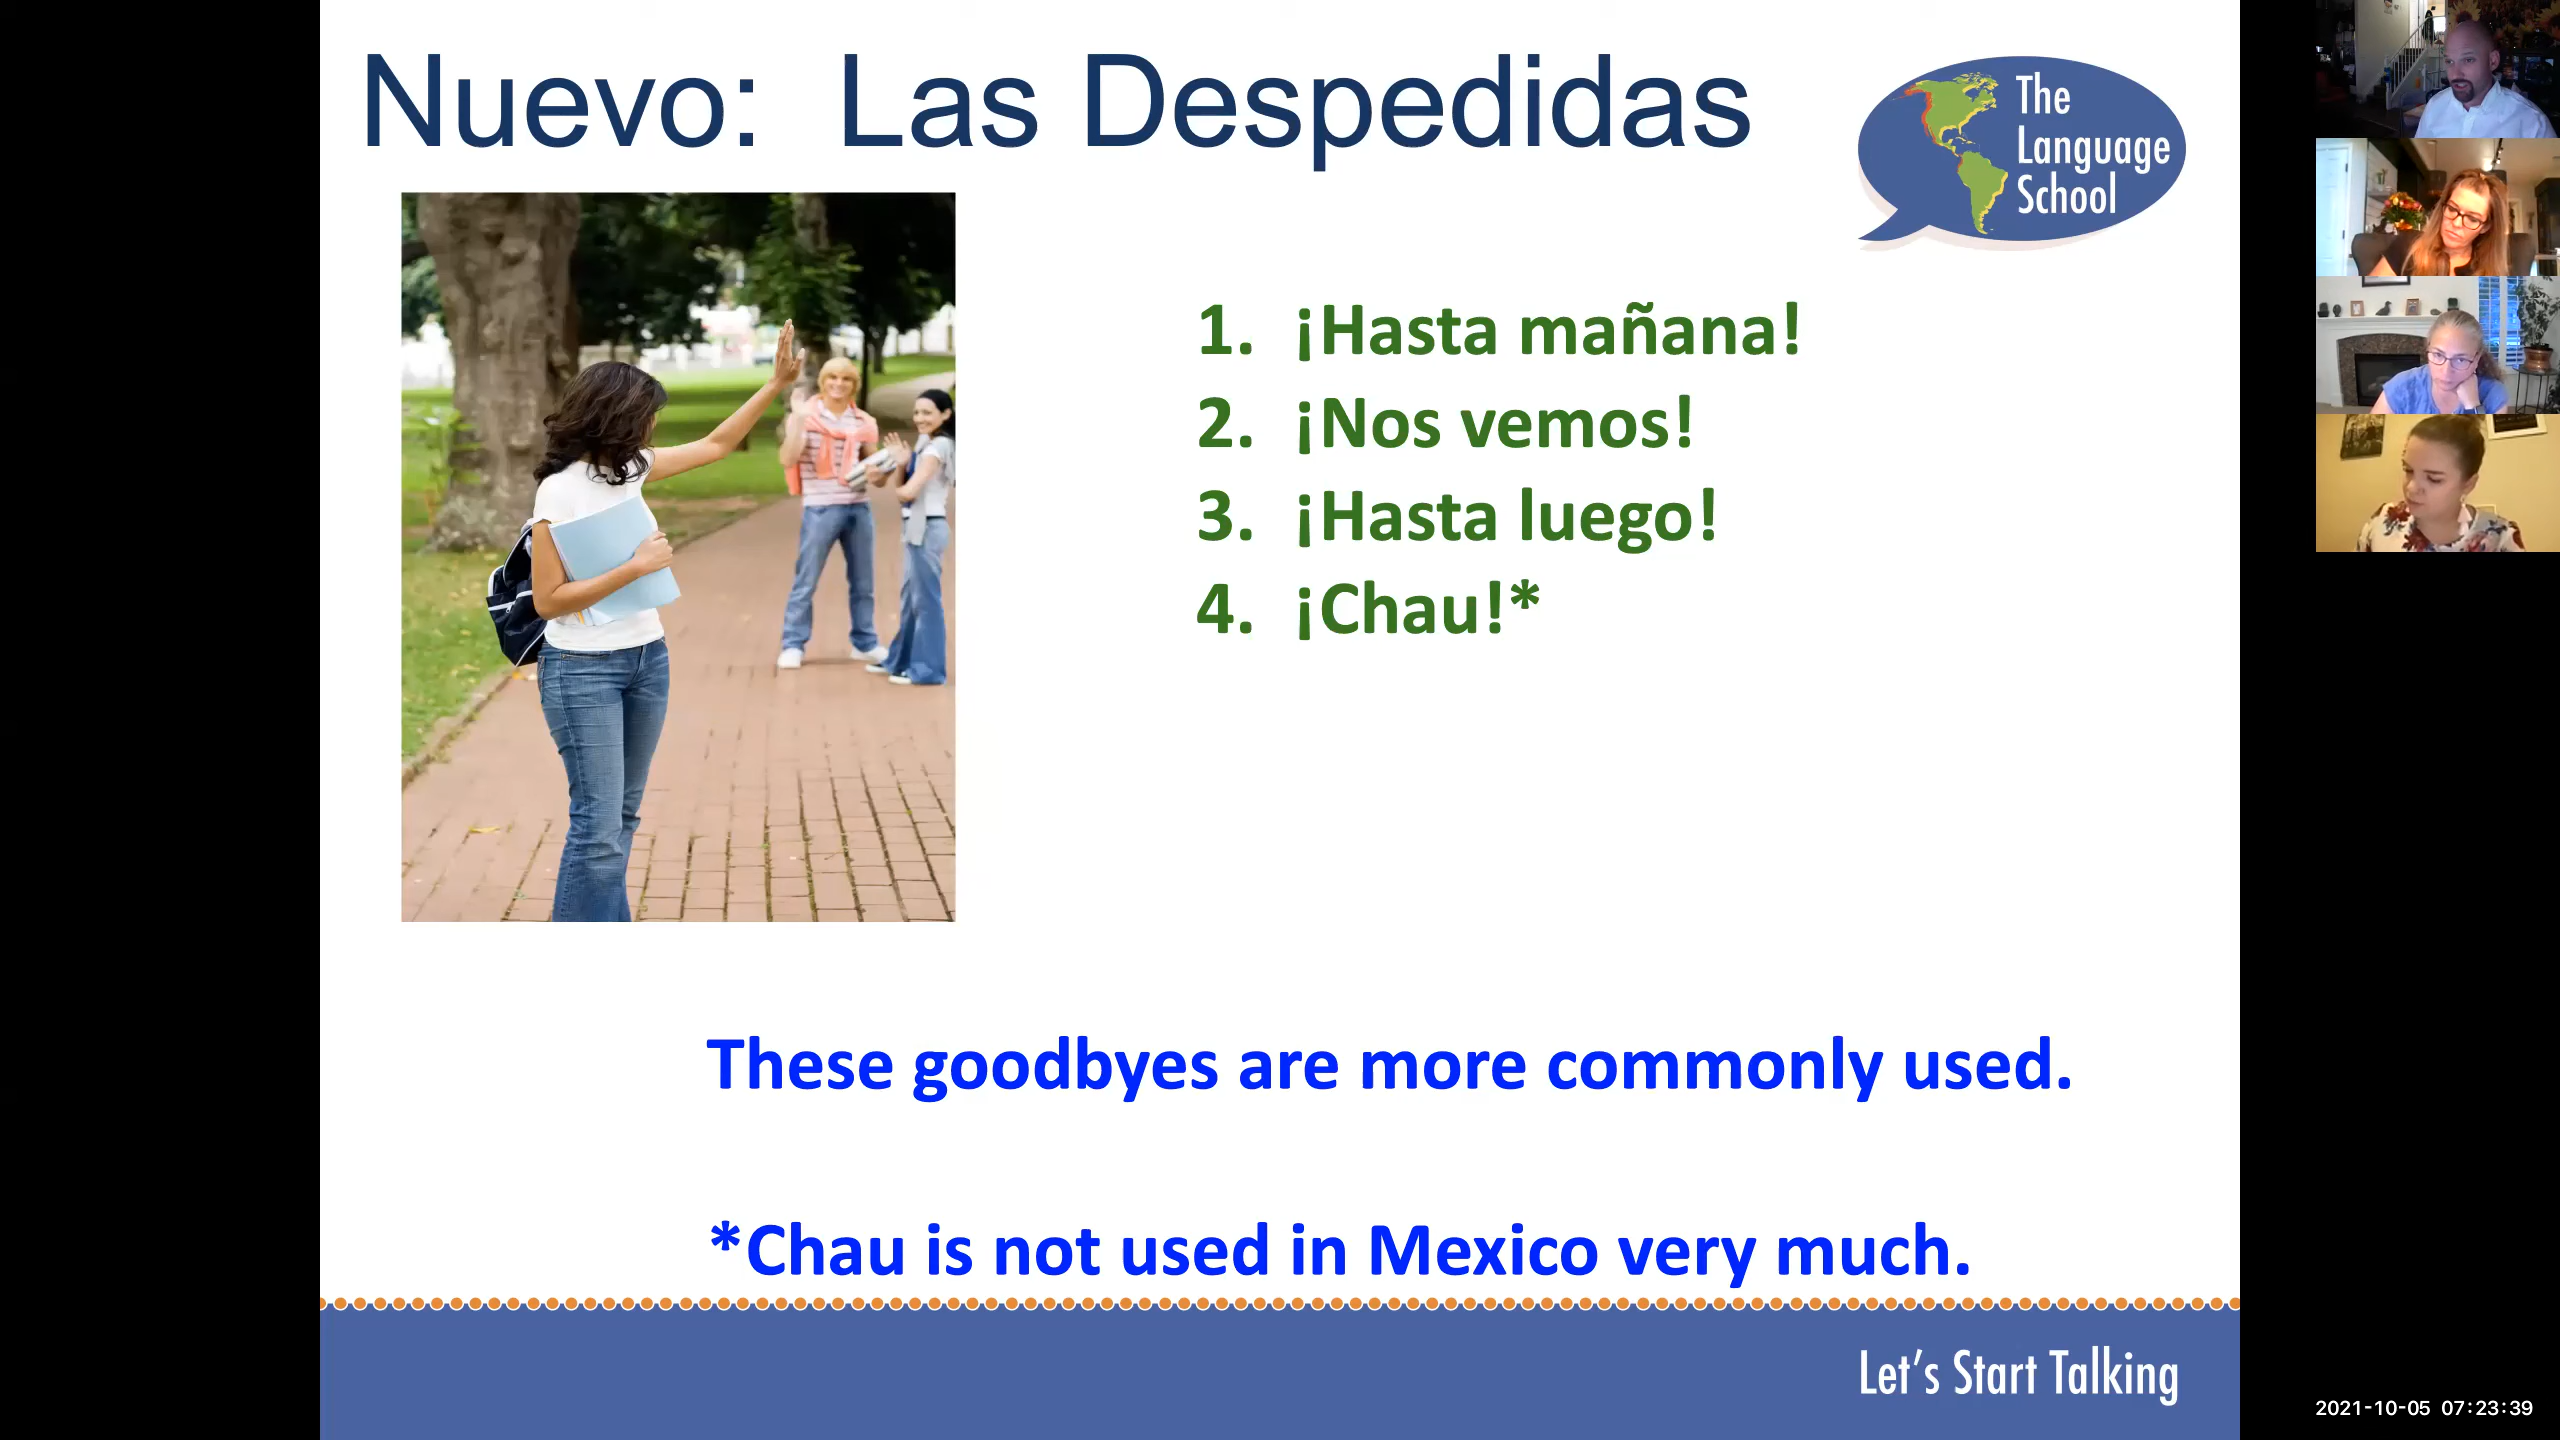 Nuevo: Las Despedidas
The
Language
School
1. ¡Hasta mañana!
2. ¡Nos vemos!
3. ¡Hasta luego!
4. ¡Chau!*
These goodbyes are more commonly used.
*Chau is not used in Mexico very much.
Let's Start Talking
2021-10-05 07:23:39